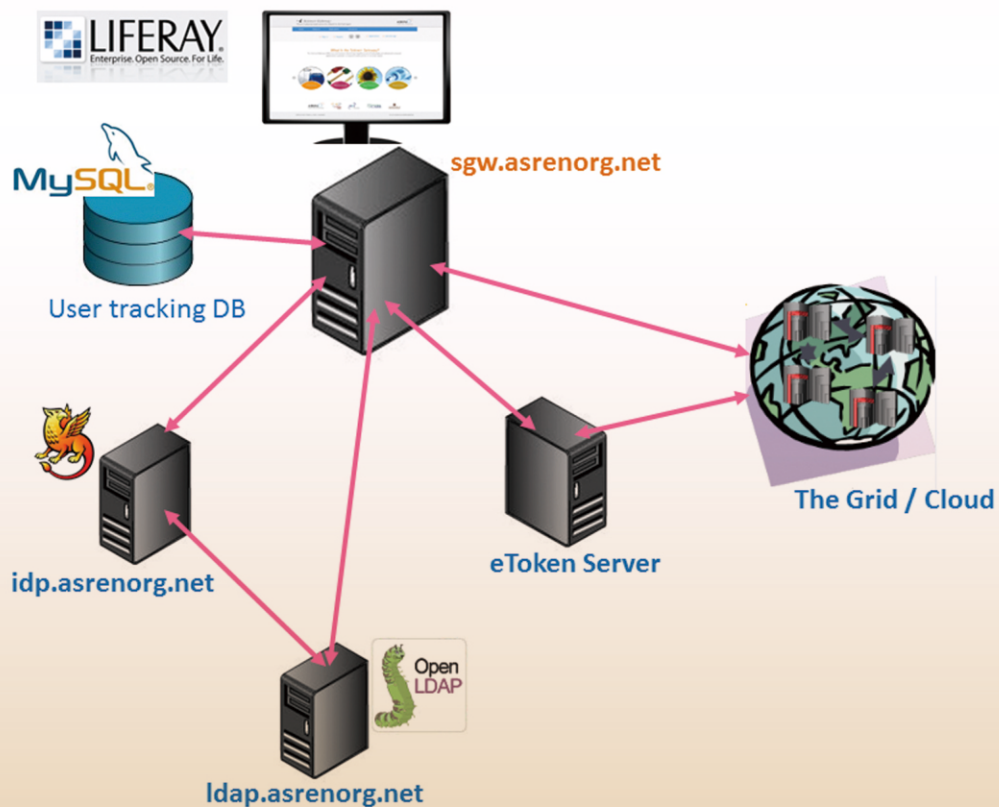 LIFERAY.
Enterprise. Open Source. For Life.
sgw.asrenorg.net
MySQL®
User tracking DB
The Grid / Cloud
eToken Server
idp.asrenorg.net
Open
LDAP
ldap.asrenorg.net